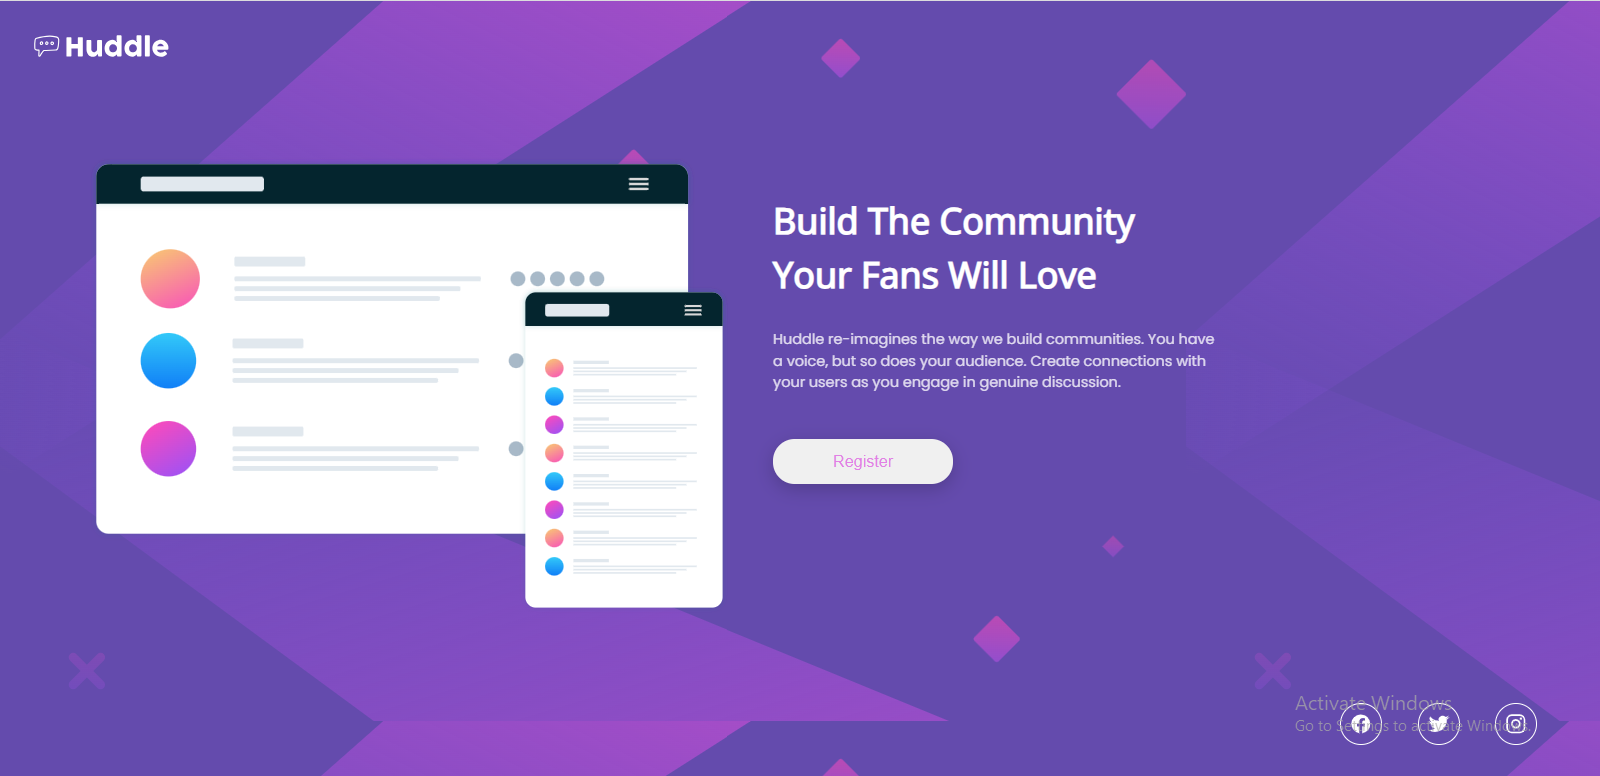 Huddle
Build The Community
Your Fans Will Love
Huddle re-imagines the way we build communities. You have
a voice, but so does your audience. Create connections with
your users as you engage in genuine discussion.
Register
Activate Windows
Go to Settings to activate Windows.